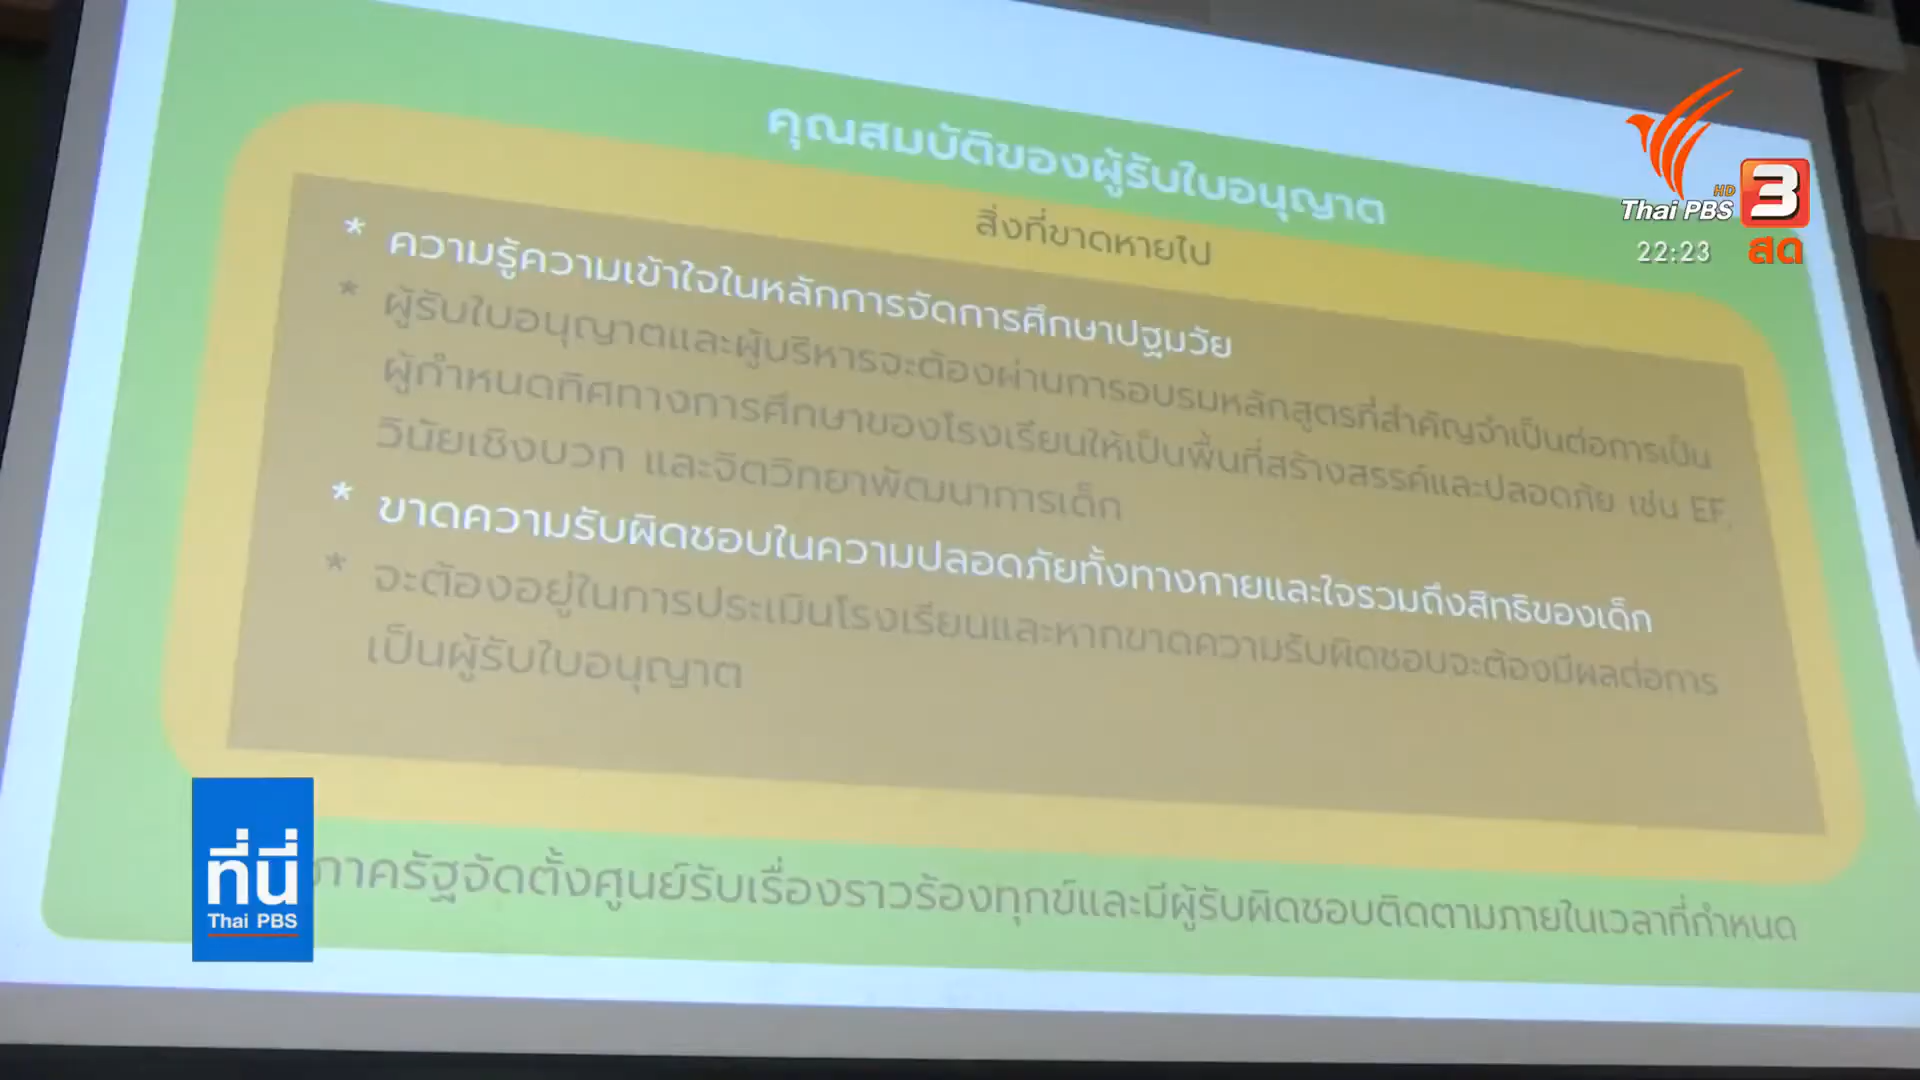 คุณสมบัติของผู้รับใบอนุญาต
สิ่งที่ขาดหายไป
* ความรู้ความเข้าใจในหลักการจัดการศึกษาปฐมวัย
* ผู้รับใบอนุญาตและผู้บริหารจะต้องผ่านการอบรมหลักสูตรที่สำคัญจำเป็นต่อการเป็น
ผู้กำหนดทิศทางการศึกษาของโรงเรียนให้เป็นพื้นที่สร้างสรรค์และปลอดภัย เช่น EF,
วินัยเชิงบวก และจิตวิทยาพัฒนาการเด็ก
* ขาดความรับผิดชอบในความปลอดภัยทั้งทางกายและใจรวมถึงสิทธิของเด็ก
* จะต้องอยู่ในการประเมินโรงเรียนและหากขาดความรับผิดชอบจะต้องมีผลต่อการ
เป็นผู้รับใบอนุญาต
ภาครัฐจัดตั้งศูนย์รับเรื่องราวร้องทุกข์และมีผู้รับผิดชอบติดตามภายในเวลาที่กำหนด
HD
Thai PBS 3
22:23 สด
ที่นี่
Thai PBS